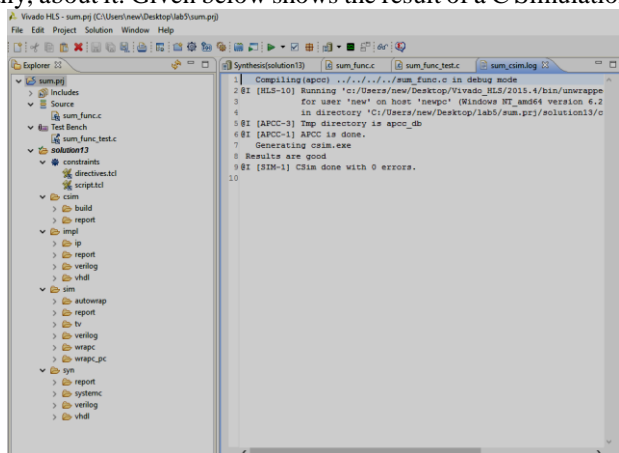 ny, about it. Given below shows the result of a C Simulation
Vivado HLS - sum.prj (C:\Users\new\Desktop\lab5\sum.prj)
File Edit Project Solution Window Help
Explorer
Synthesis(solution13) sum_func.c sum_func_test.c sum_csim.log
sum.prj
Includes
Source
sum_func.c
Test Bench
sum_func_test.c
solution13
constraints
directives.tcl
script.tcl
csim
build
report
impl
ip
report
verilog
vhdl
sim
autowrap
report
tv
verilog
wrapc
wrapc_pc
syn
report
systemc
verilog
vhdl
1 Compiling(apcc) ../../../../sum_func.c in debug mode
2 @I [HLS-10] Running 'c:/Users/new/Desktop/Vivado_HLS/2015.4/bin/unwrappe
3 for user 'new' on host 'newpc' (Windows NT_amd64 version 6.2
4 in directory 'C:/Users/new/Desktop/lab5/sum.prj/solution13/c
5 @I [APCC-3] Tmp directory is apcc_db
6 @I [APCC-1] APCC is done.
7 Generating csim.exe
8 Results are good
9 @I [SIM-1] CSim done with 0 errors.
10